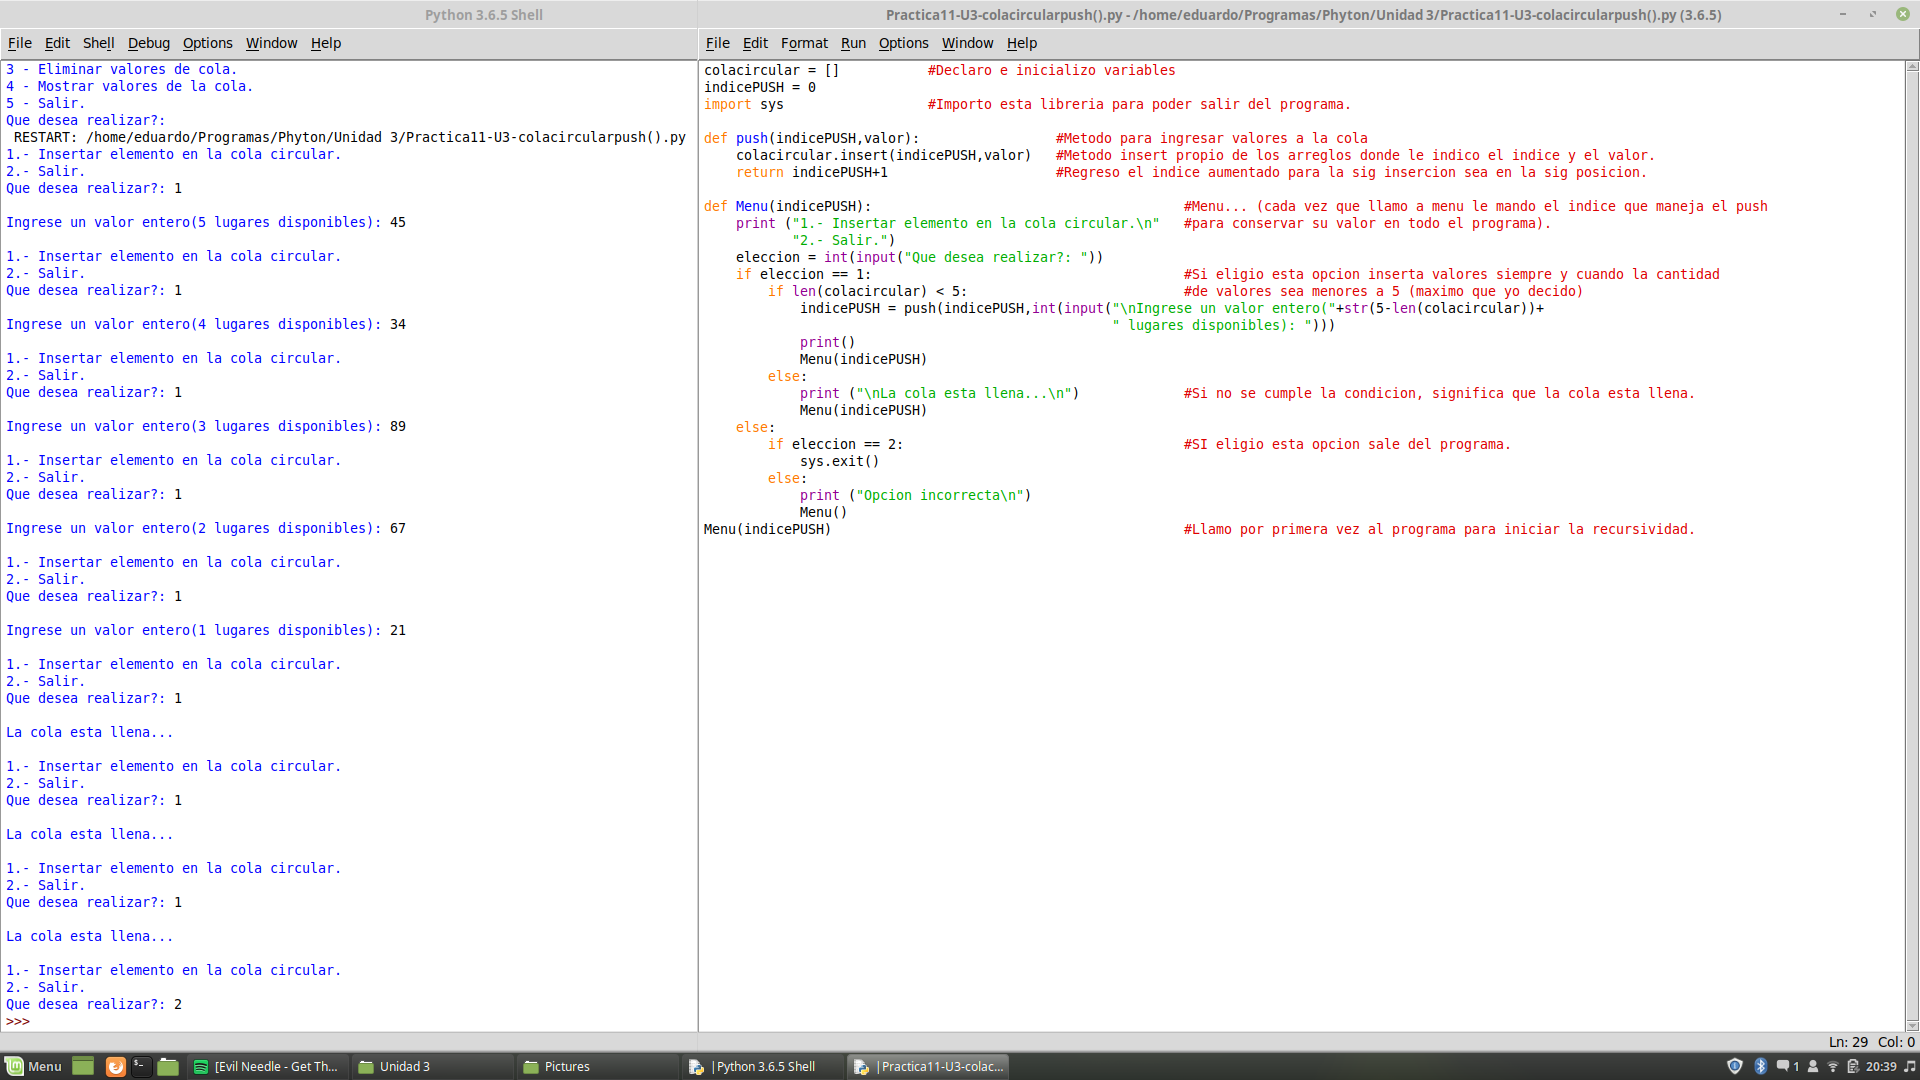 Python 3.6.5 Shell
File Edit Shell Debug Options Window Help
3 - Eliminar valores de cola.
4 - Mostrar valores de la cola.
5 - Salir.
Que desea realizar?:
RESTART: /home/eduardo/Programas/Phyton/Unidad 3/Practica11-U3-colacircularpush().py
1.- Insertar elemento en la cola circular.
2.- Salir.
Que desea realizar?: 1
Ingrese un valor entero(5 lugares disponibles): 45
1.- Insertar elemento en la cola circular.
2.- Salir.
Que desea realizar?: 1
Ingrese un valor entero(4 lugares disponibles): 34
1.- Insertar elemento en la cola circular.
2.- Salir.
Que desea realizar?: 1
Ingrese un valor entero(3 lugares disponibles): 89
1.- Insertar elemento en la cola circular.
2.- Salir.
Que desea realizar?: 1
Ingrese un valor entero(2 lugares disponibles): 67
1.- Insertar elemento en la cola circular.
2.- Salir.
Que desea realizar?: 1
Ingrese un valor entero(1 lugares disponibles): 21
1.- Insertar elemento en la cola circular.
2.- Salir.
Que desea realizar?: 1
La cola esta llena...
1.- Insertar elemento en la cola circular.
2.- Salir.
Que desea realizar?: 1
La cola esta llena...
1.- Insertar elemento en la cola circular.
2.- Salir.
Que desea realizar?: 1
La cola esta llena...
1.- Insertar elemento en la cola circular.
2.- Salir.
Que desea realizar?: 2
>>>
Practica11-U3-colacircularpush().py - /home/eduardo/Programas/Phyton/Unidad 3/Practica11-U3-colacircularpush().py (3.6.5)
File Edit Format Run Options Window Help
colacircular = [] #Declaro e inicializo variables
indicePUSH = 0
import sys #Importo esta libreria para poder salir del programa.
def push(indicePUSH,valor): #Metodo para ingresar valores a la cola
colacircular.insert(indicePUSH,valor) #Metodo insert propio de los arreglos donde le indico el indice y el valor.
return indicePUSH+1 #Regreso el indice aumentado para la sig insercion sea en la sig posicion.
def Menu(indicePUSH): #Menu... (cada vez que llamo a menu le mando el indice que maneja el push
print ("1.- Insertar elemento en la cola circular.\n" #para conservar su valor en todo el programa).
"2.- Salir.")
eleccion = int(input("Que desea realizar?: "))
if eleccion == 1: #Si eligio esta opcion inserta valores siempre y cuando la cantidad
if len(colacircular) < 5: #de valores sea menores a 5 (maximo que yo decido)
indicePUSH = push(indicePUSH,int(input("\nIngrese un valor entero("+str(5-len(colacircular))+
" lugares disponibles): ")))
print()
Menu(indicePUSH)
else:
print ("\nLa cola esta llena...\n") #Si no se cumple la condicion, significa que la cola esta llena.
Menu(indicePUSH)
else:
if eleccion == 2: #SI eligio esta opcion sale del programa.
sys.exit()
else:
print ("Opcion incorrecta\n")
Menu()
Menu(indicePUSH) #Llamo por primera vez al programa para iniciar la recursividad.
Ln: 29 Col: 0
Menu [Evil Needle - Get Th... Unidad 3 Pictures |Python 3.6.5 Shell |Practica11-U3-colac... 1 20:39